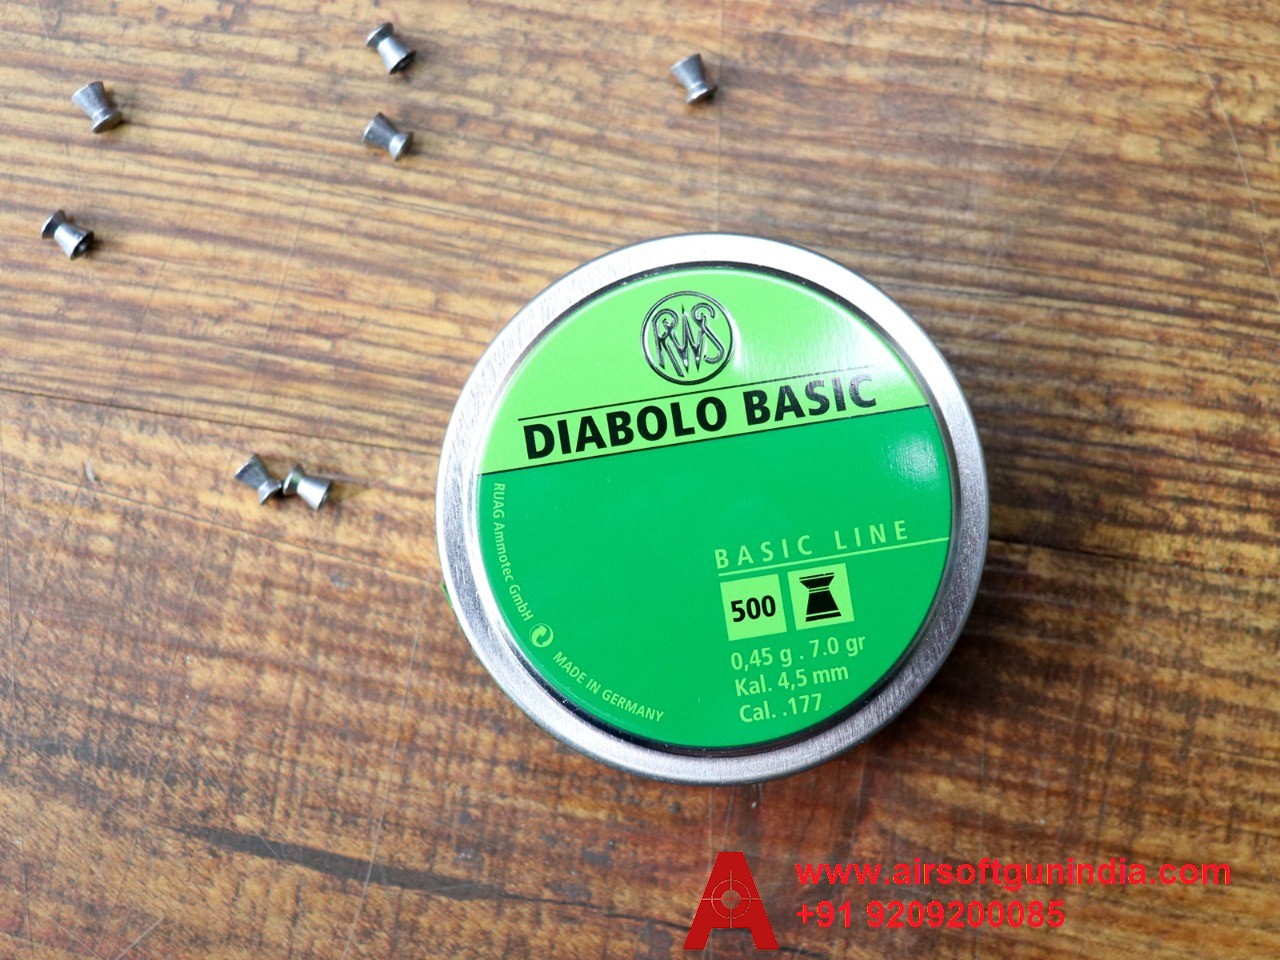 RWS
DIABOLO BASIC
RUAG Ammotec GmbH
MADE IN GERMANY
BASIC LINE
500
0,45 g . 7.0 gr
Kal. 4,5 mm
Cal. .177
www.airsoftgunindia.com
+91 9209200085